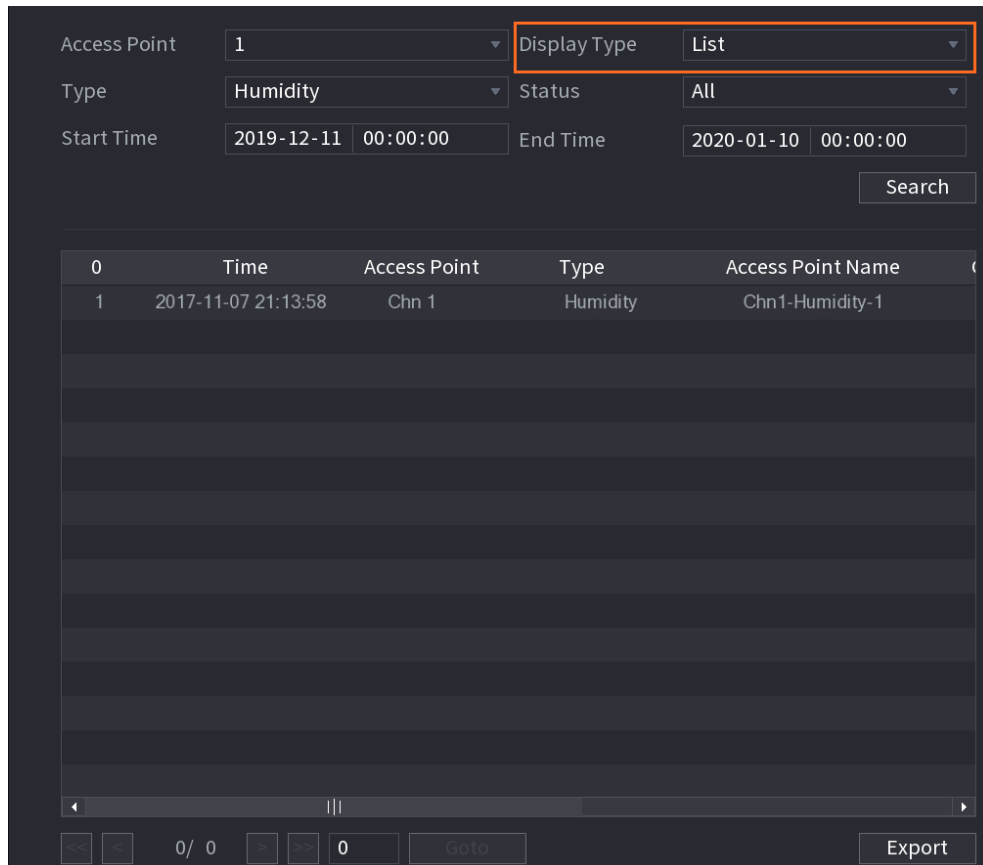 Access Point 1 Display Type List
Type Humidity Status All
Start Time 2019-12-11 00:00:00 End Time 2020-01-10 00:00:00
Search
0 Time Access Point Type Access Point Name
1 2017-11-07 21:13:58 Chn 1 Humidity Chn1-Humidity-1
<< < 0/ 0 > >> 0 Goto Export